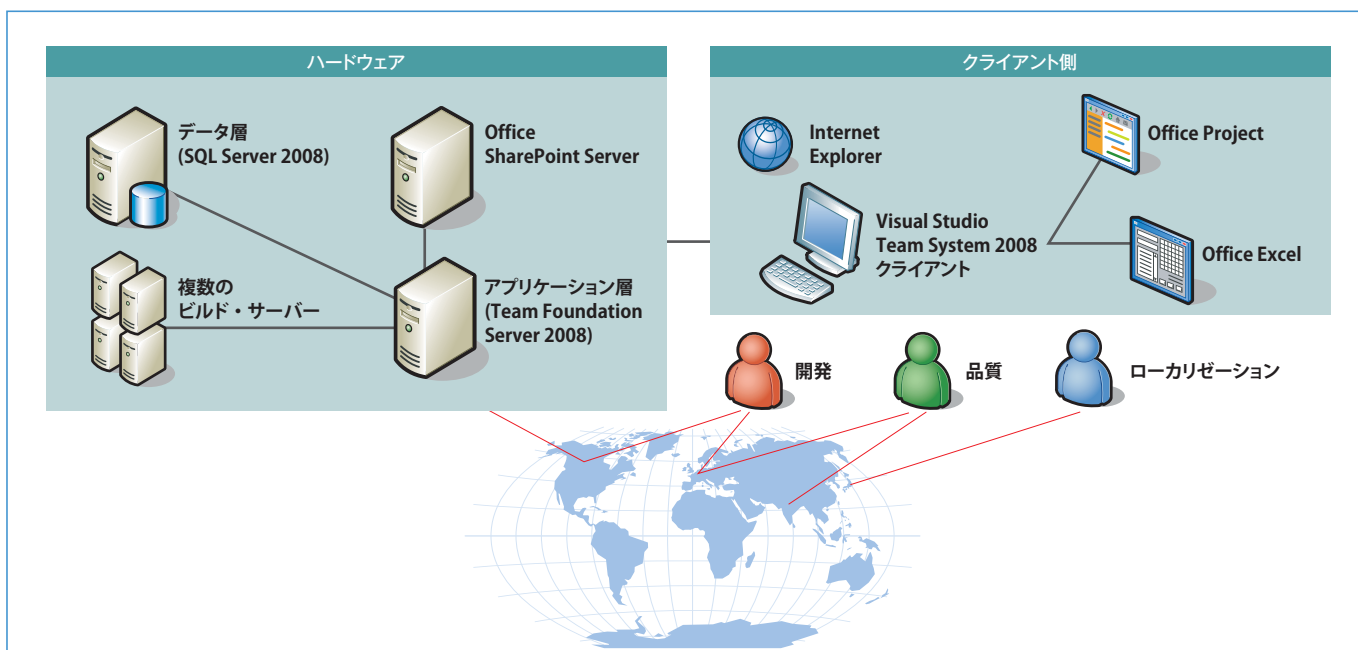 ハードウェア
データ層
(SQL Server 2008)
Office
SharePoint Server
複数の
ビルド・サーバー
アプリケーション層
(Team Foundation
Server 2008)
クライアント側
Internet
Explorer
Office Project
Visual Studio
Team System 2008
クライアント
Office Excel
開発
品質
ローカリゼーション